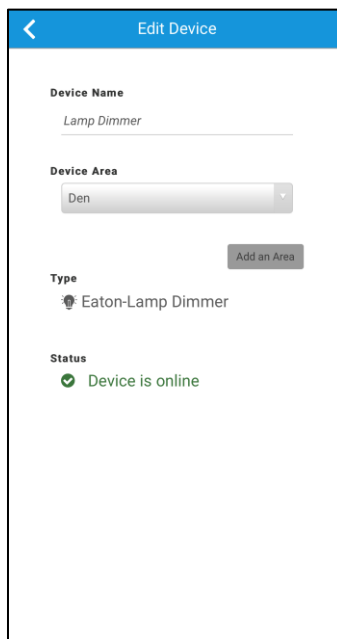 Edit Device
Device Name
Lamp Dimmer
Device Area
Den
Add an Area
Type
Eaton-Lamp Dimmer
Status
Device is online